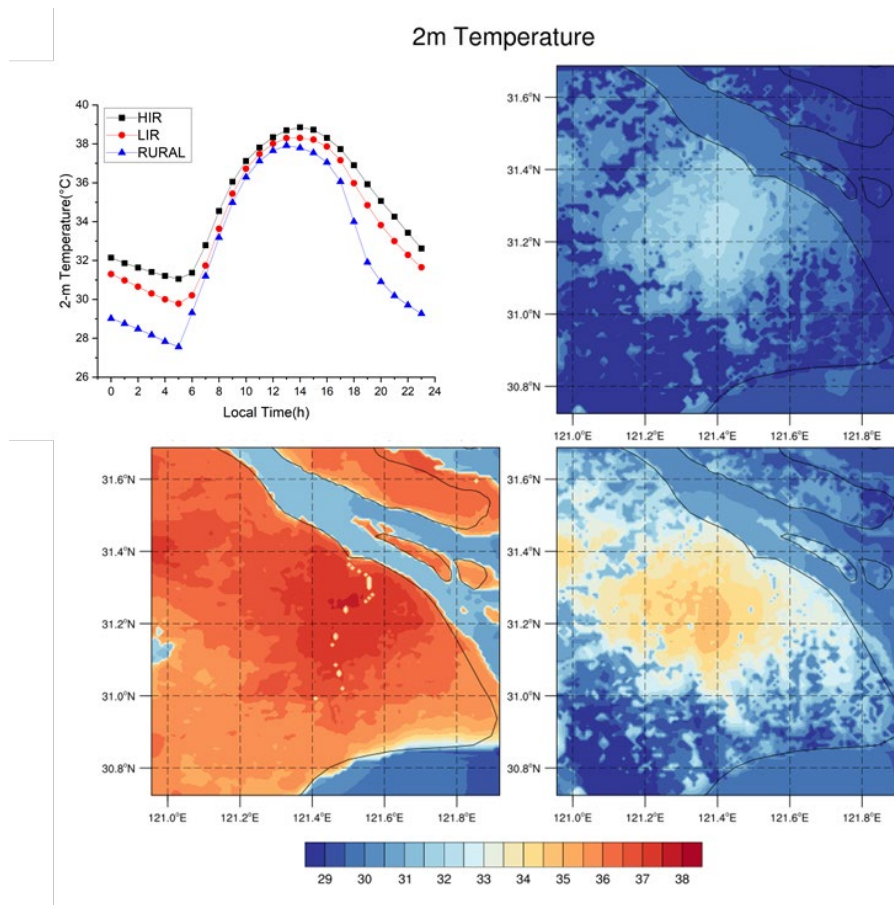 2m Temperature
40
38
36
34
32
30
28
26
2-m Temperature(°C)
HIR
LIR
RURAL
0 2 4 6 8 10 12 14 16 18 20 22 24
Local Time(h)
31.6°N
31.4°N
31.2°N
31.0°N
30.8°N
121.0°E 121.2°E 121.4°E 121.6°E 121.8°E
31.6°N
31.4°N
31.2°N
31.0°N
30.8°N
121.0°E 121.2°E 121.4°E 121.6°E 121.8°E
31.6°N
31.4°N
31.2°N
31.0°N
30.8°N
121.0°E 121.2°E 121.4°E 121.6°E 121.8°E
29 30 31 32 33 34 35 36 37 38